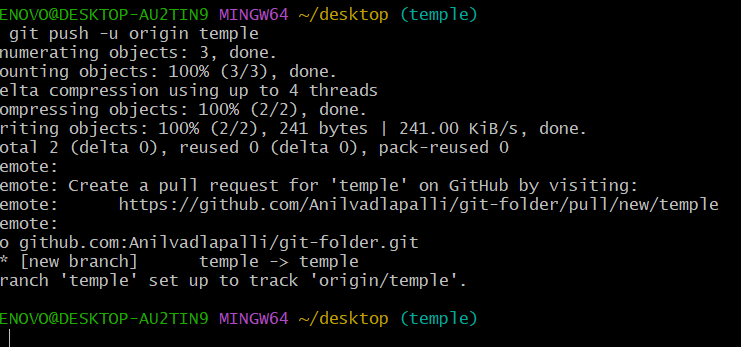 ENOVO@DESKTOP-AU2TIN9 MINGW64 ~/desktop (temple)
git push -u origin temple
numerating objects: 3, done.
ounting objects: 100% (3/3), done.
elta compression using up to 4 threads
ompressing objects: 100% (2/2), done.
riting objects: 100% (2/2), 241 bytes | 241.00 KiB/s, done.
otal 2 (delta 0), reused 0 (delta 0), pack-reused 0
emote:
emote: Create a pull request for 'temple' on GitHub by visiting:
emote:      https://github.com/Anilvadlapalli/git-folder/pull/new/temple
emote:
o github.com:Anilvadlapalli/git-folder.git
* [new branch]      temple -> temple
ranch 'temple' set up to track 'origin/temple'.
ENOVO@DESKTOP-AU2TIN9 MINGW64 ~/desktop (temple)